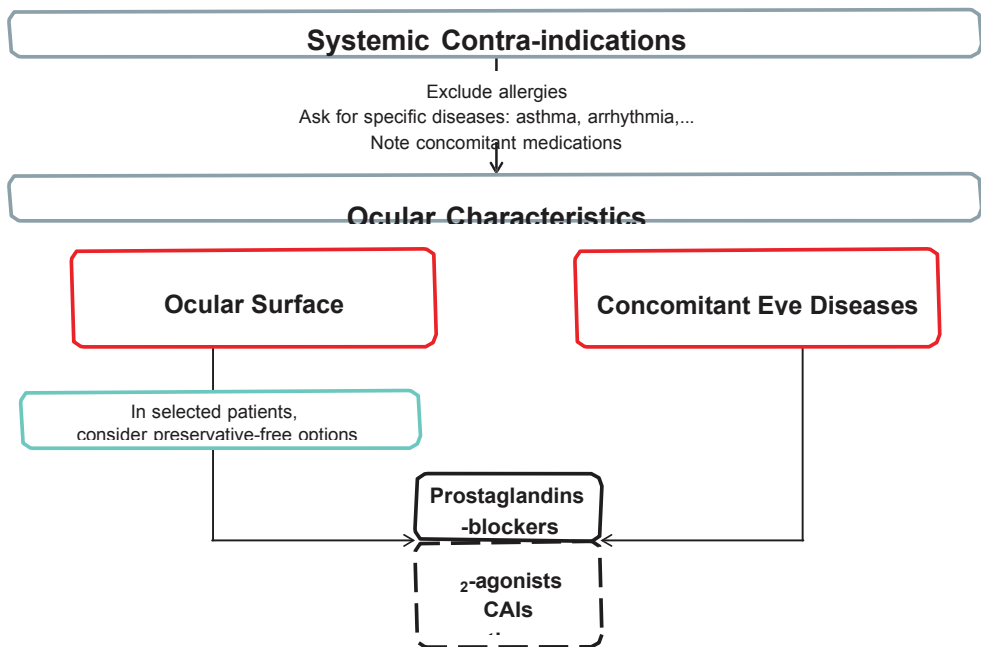 Systemic Contra-indications
Exclude allergies
Ask for specific diseases: asthma, arrhythmia,...
Note concomitant medications
Ocular Characteristics
Ocular Surface
Concomitant Eye Diseases
In selected patients,
consider preservative-free options
Prostaglandins
-blockers
₂-agonists
CAIs